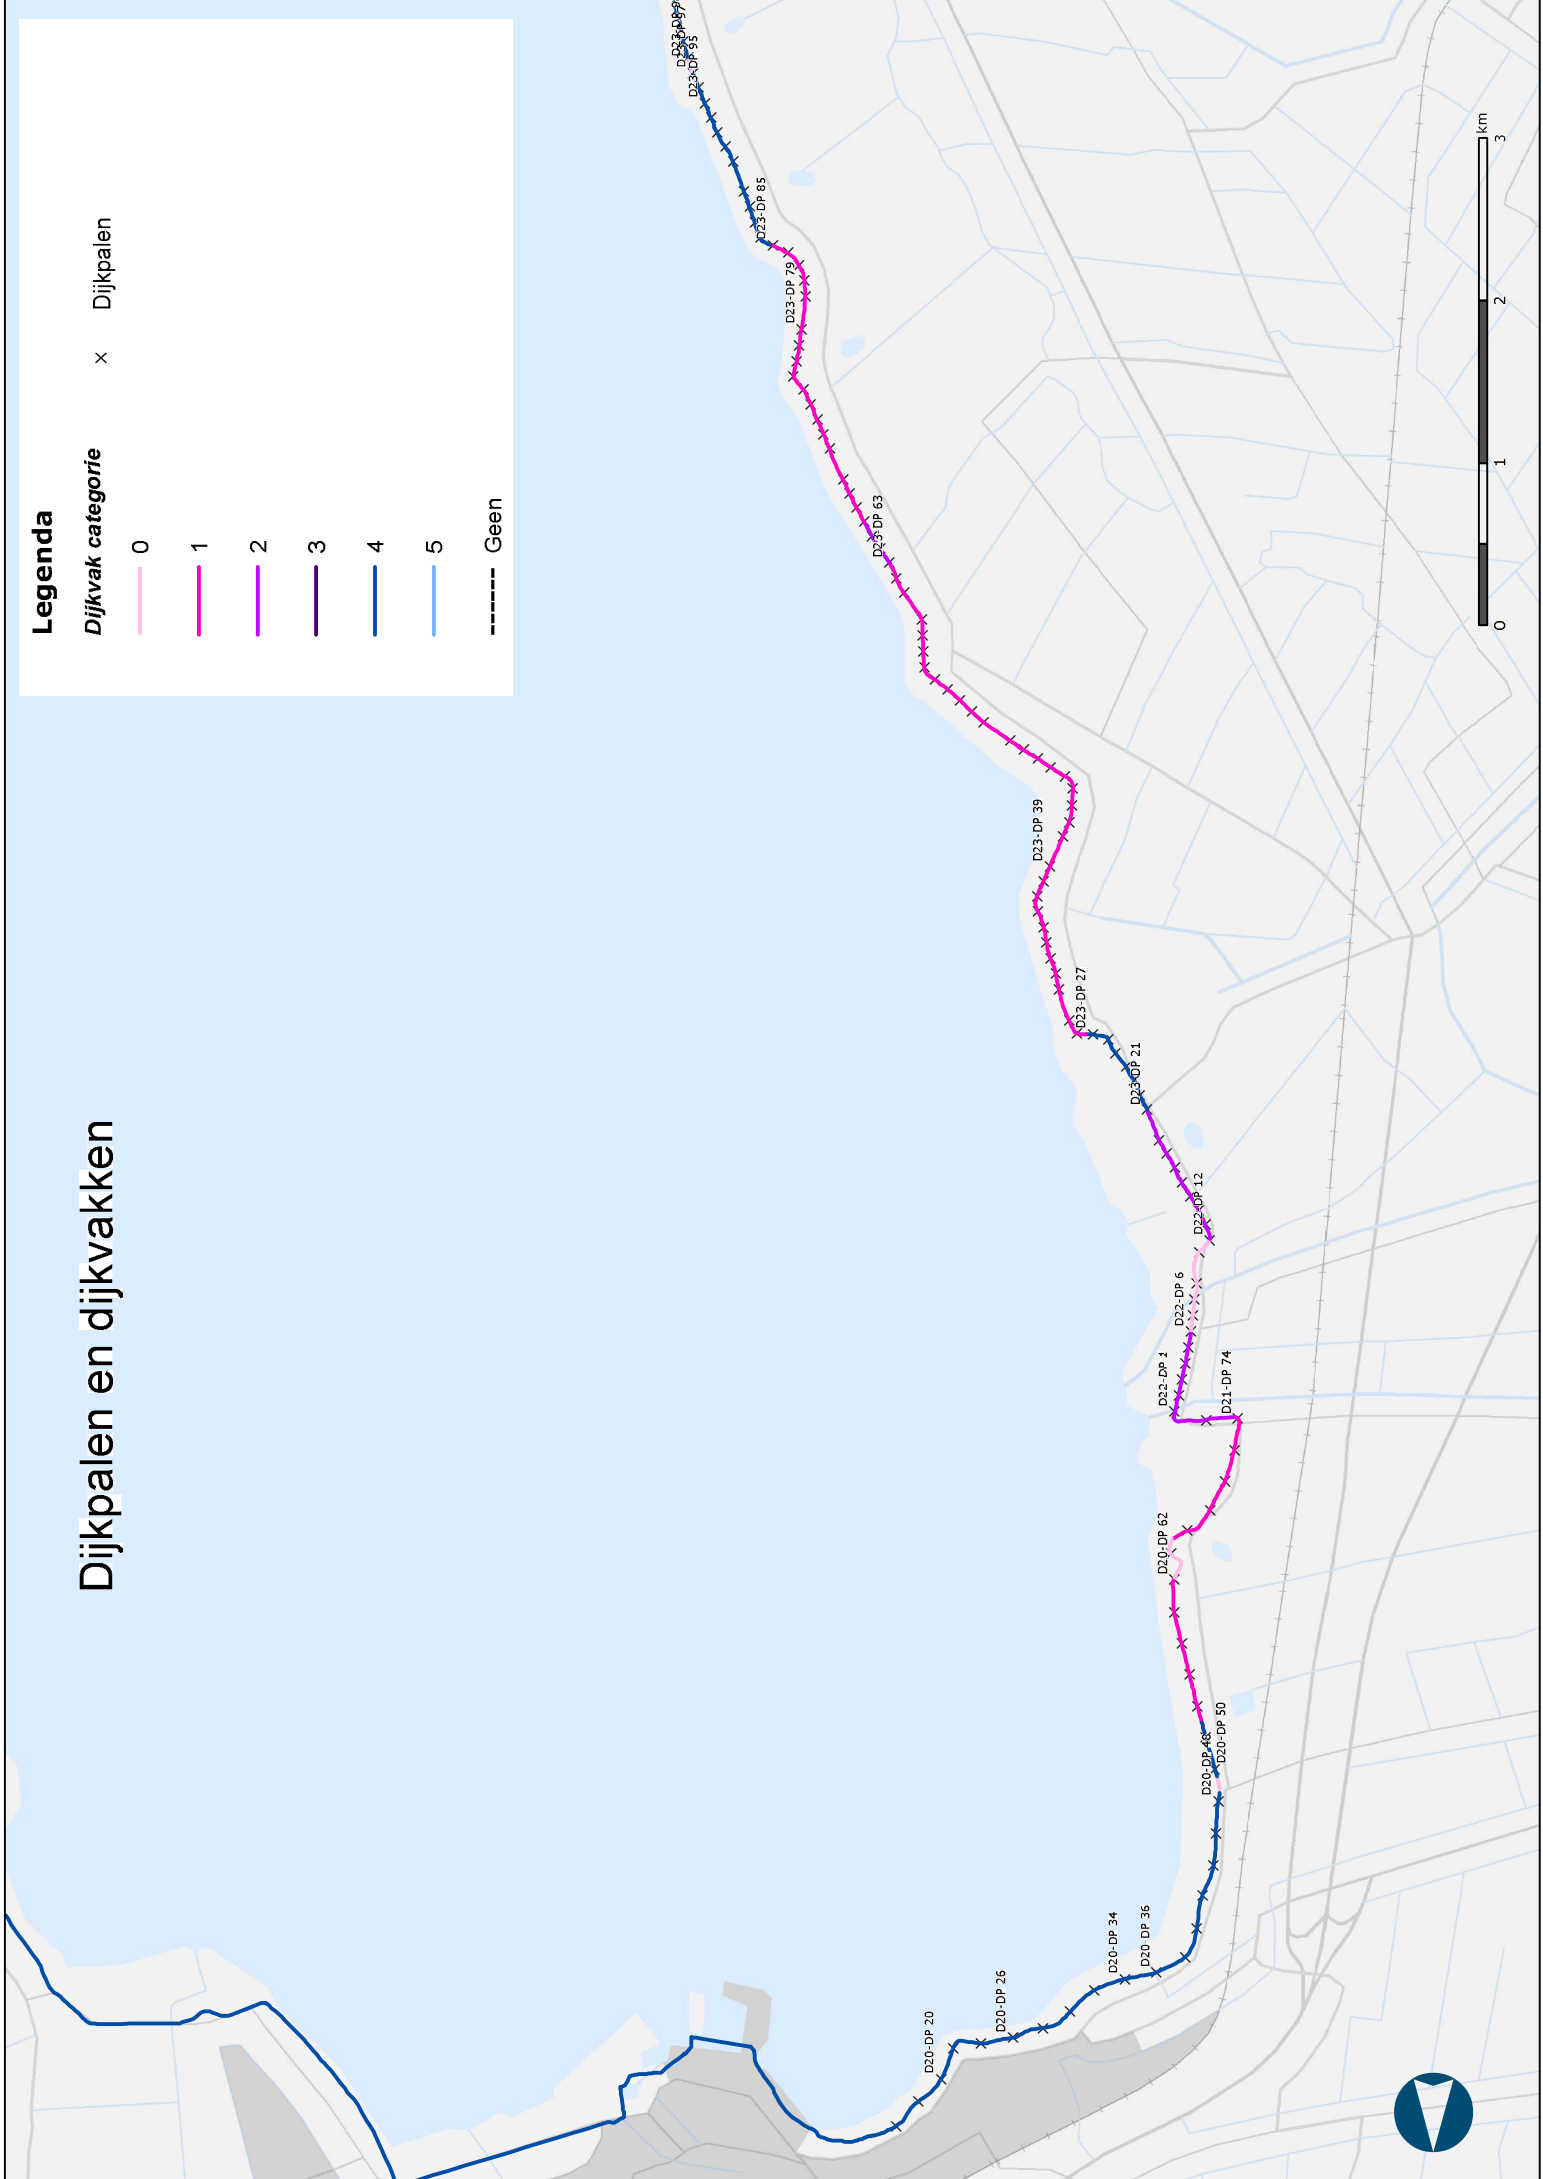 Dijkpalen en dijkvakken
Legenda
Dijkvak categorie
0
1
2
3
4
5
Geen
× Dijkpalen
D20-DP 20
D20-DP 26
D20-DP 34
D20-DP 36
D20-DP 48
D20-DP 50
D20-DP 62
D21-DP 74
D22-DP 1
D22-DP 6
D22-DP 12
D23-DP 21
D23-DP 27
D23-DP 39
D23-DP 63
D23-DP 79
D23-DP 85
D23-DP 95
D23-DP 97
0 1 2 3
km